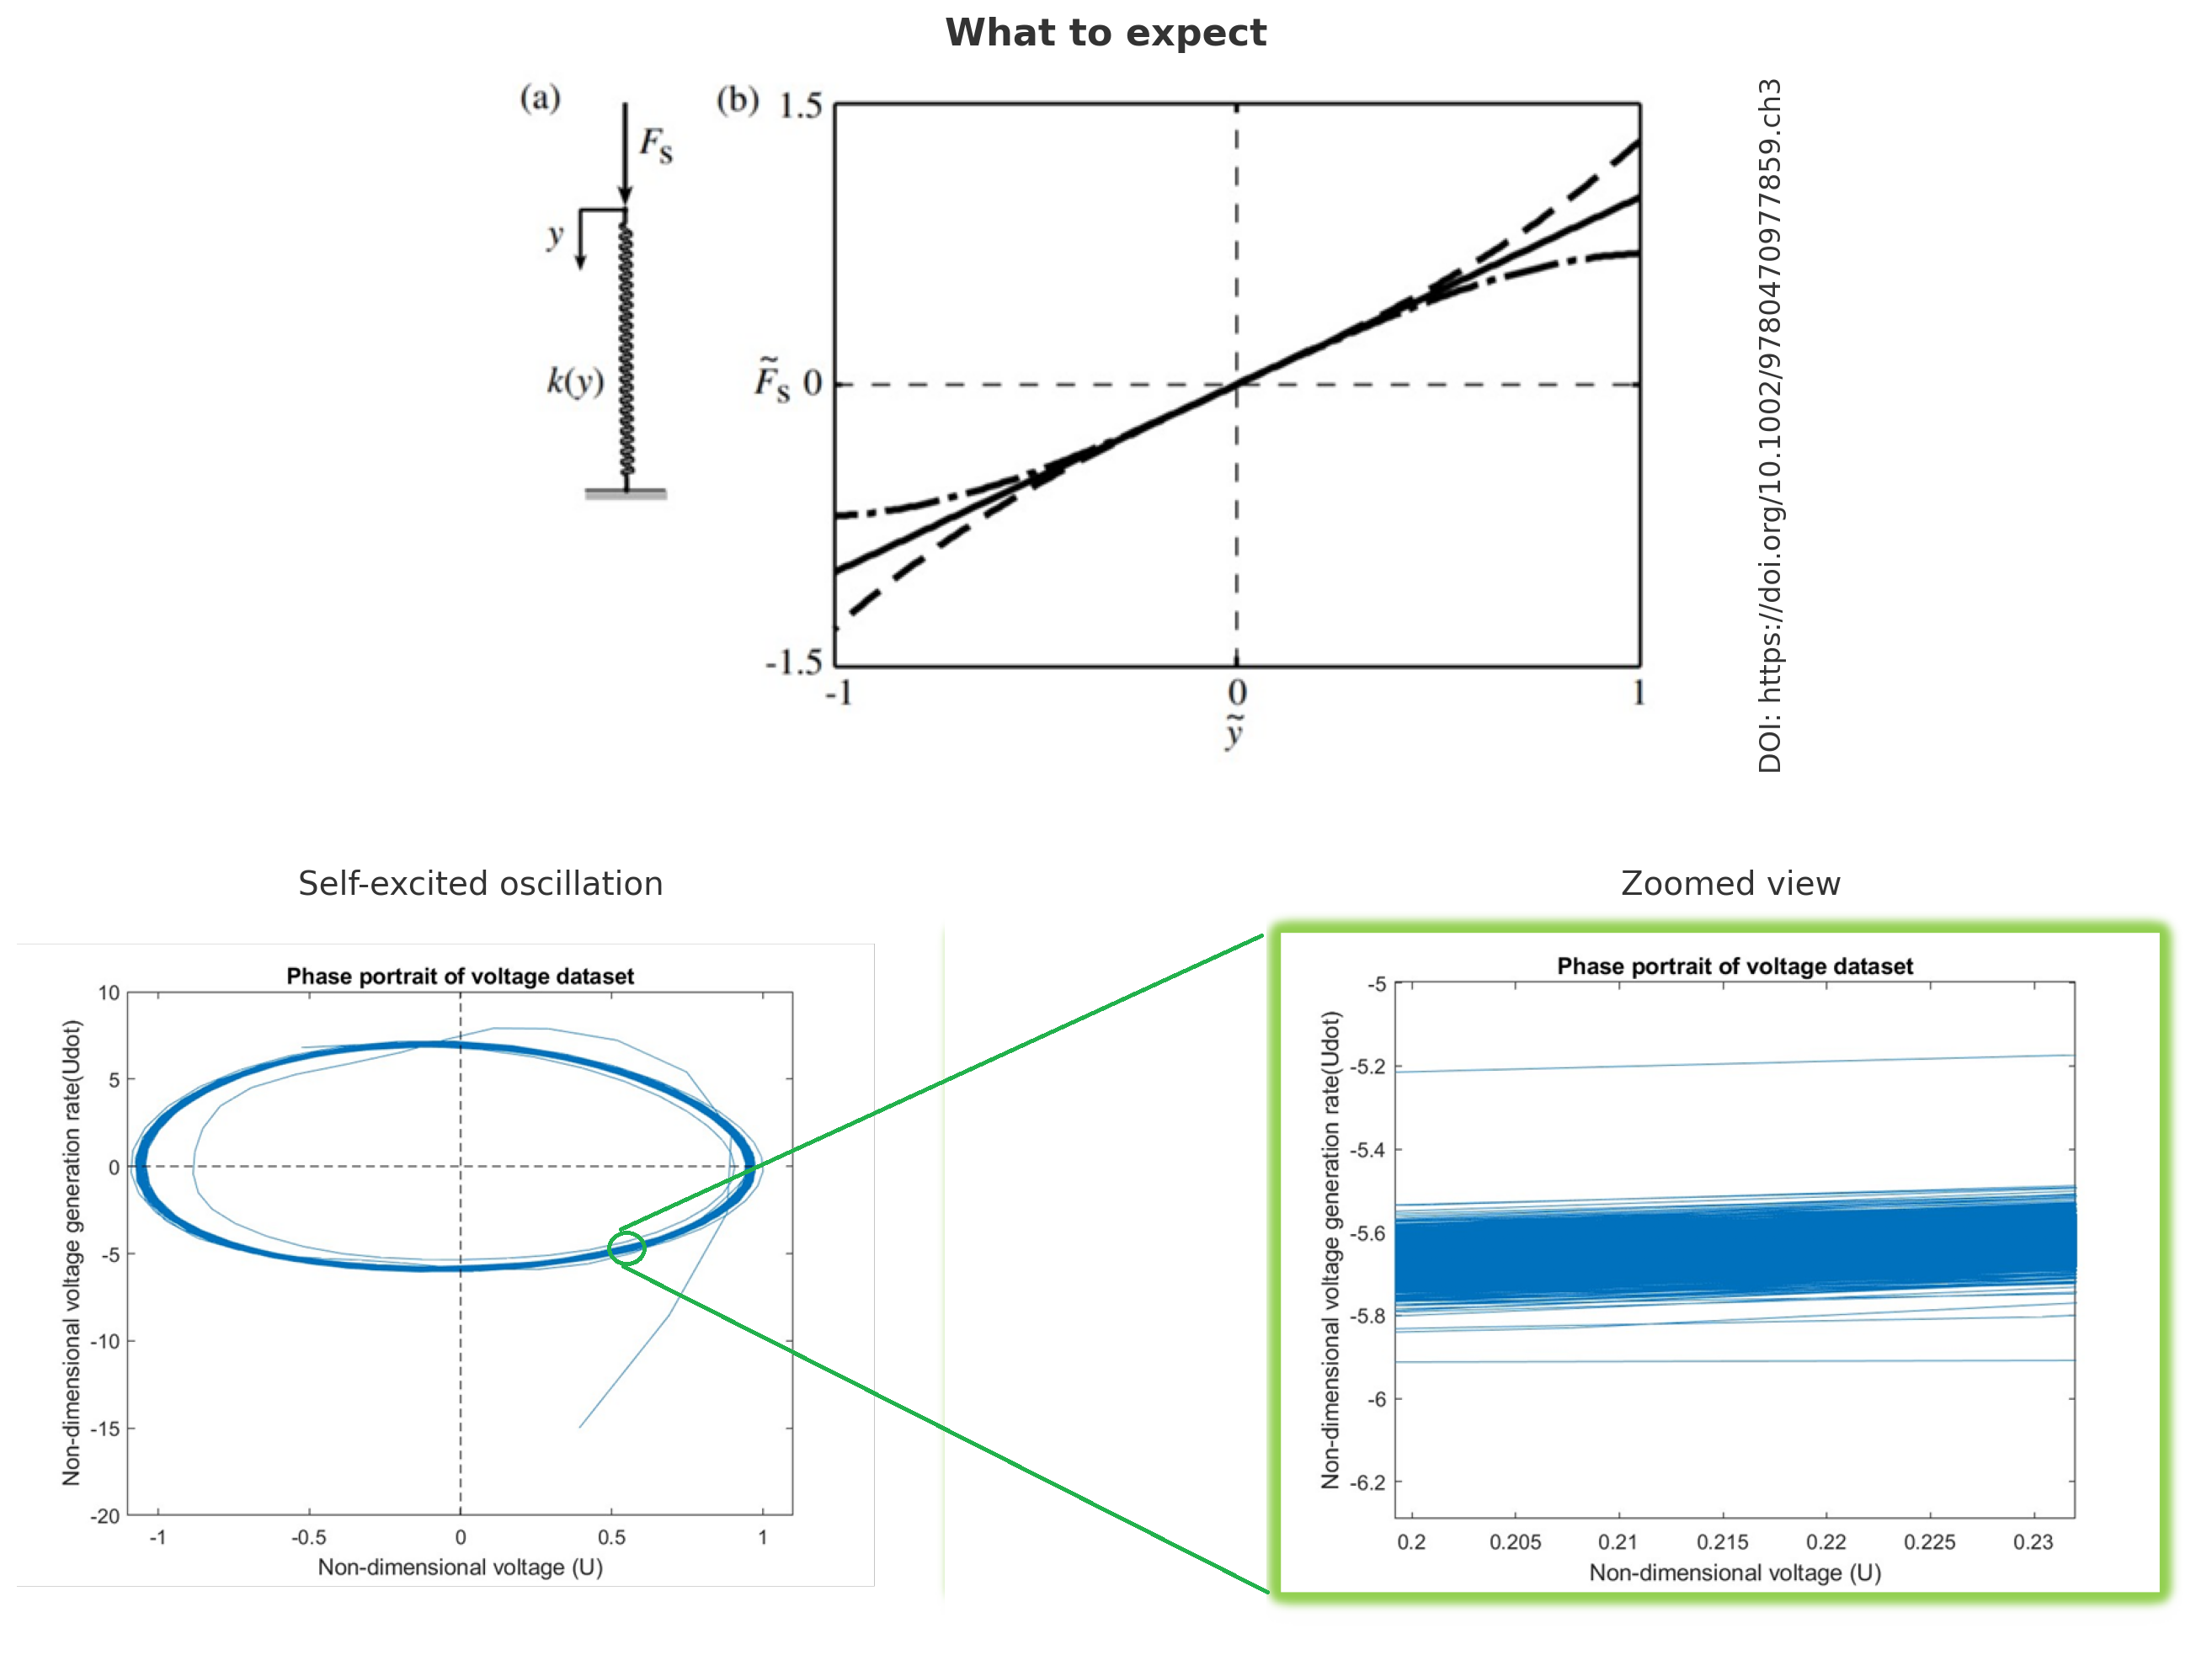 What to expect
(a)
F_S
y
k(y)
(b)
1.5
F̃_S 0
-1.5
-1 0 1
ỹ
DOI: https://doi.org/10.1002/9780470977859.ch3
Self-excited oscillation
Phase portrait of voltage dataset
Non-dimensional voltage generation rate(Udot)
10
5
0
-5
-10
-15
-20
-1 -0.5 0 0.5 1
Non-dimensional voltage (U)
Zoomed view
Phase portrait of voltage dataset
Non-dimensional voltage generation rate(Udot)
-5
-5.2
-5.4
-5.6
-5.8
-6
-6.2
0.2 0.205 0.21 0.215 0.22 0.225 0.23
Non-dimensional voltage (U)